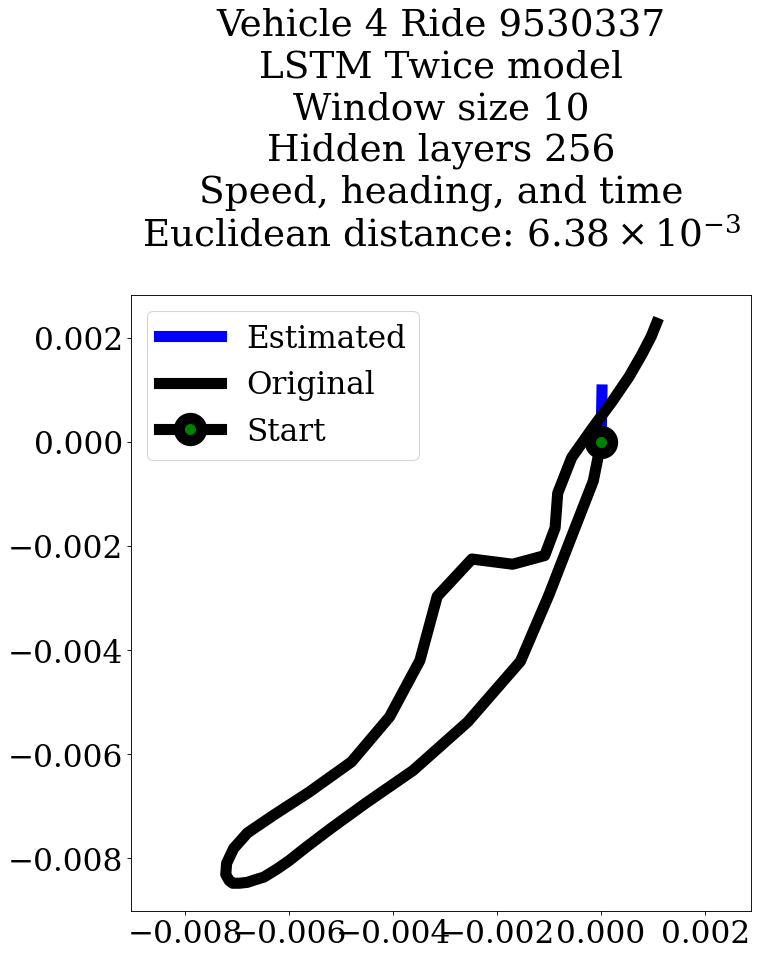 Vehicle 4 Ride 9530337
LSTM Twice model
Window size 10
Hidden layers 256
Speed, heading, and time
Euclidean distance: 6.38 × 10⁻³
Estimated
Original
Start
0.002
0.000
−0.002
−0.004
−0.006
−0.008
−0.008 −0.006 −0.004 −0.002 0.000 0.002